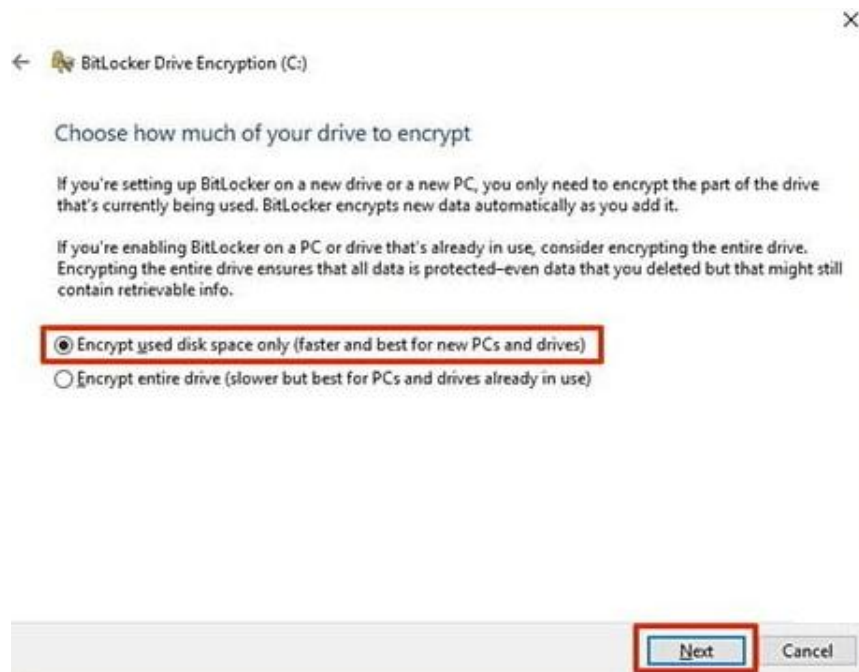 BitLocker Drive Encryption (C:)
Choose how much of your drive to encrypt
If you're setting up BitLocker on a new drive or a new PC, you only need to encrypt the part of the drive
that's currently being used. BitLocker encrypts new data automatically as you add it.
If you're enabling BitLocker on a PC or drive that's already in use, consider encrypting the entire drive.
Encrypting the entire drive ensures that all data is protected–even data that you deleted but that might still
contain retrievable info.
Encrypt used disk space only (faster and best for new PCs and drives)
Encrypt entire drive (slower but best for PCs and drives already in use)
Next
Cancel